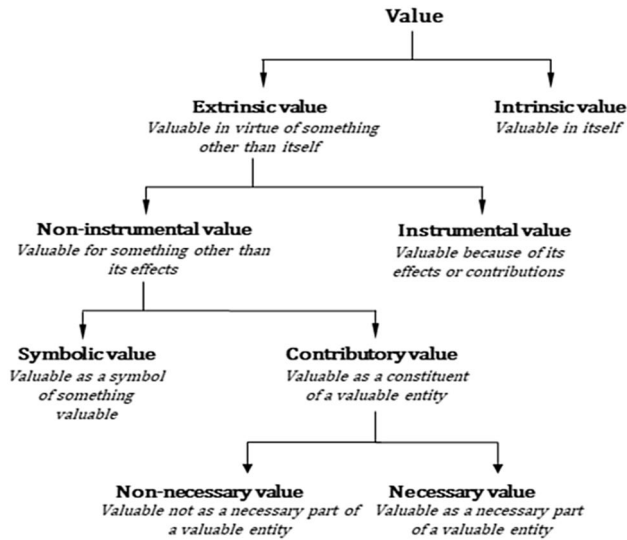 Value
Extrinsic value
Valuable in virtue of something
other than itself
Intrinsic value
Valuable in itself
Non-instrumental value
Valuable for something other than
its effects
Instrumental value
Valuable because of its
effects or contributions
Symbolic value
Valuable as a symbol
of something
valuable
Contributory value
Valuable as a constituent
of a valuable entity
Non-necessary value
Valuable not as a necessary part of
a valuable entity
Necessary value
Valuable as a necessary part
of a valuable entity